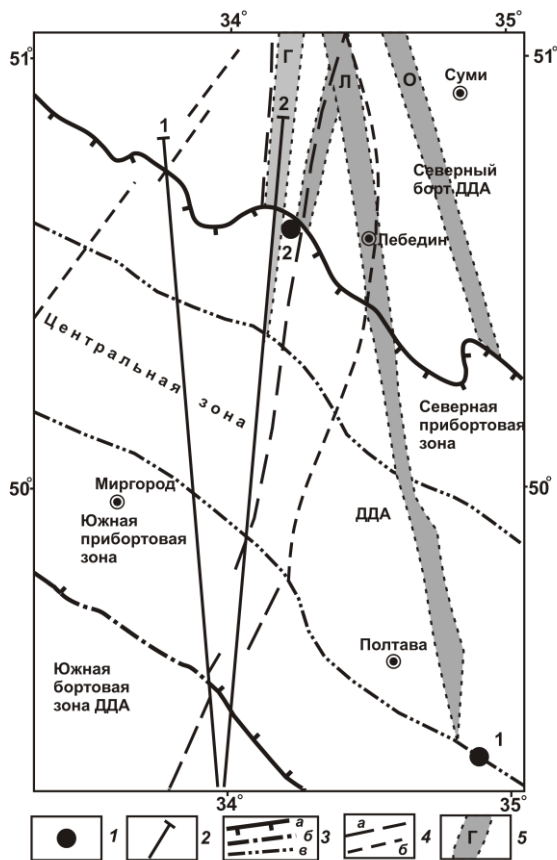 34° 35°
51° 51°
Г Л О
Суми
2
1
Северный
борт ДДА
2
Лебедин
Центральная зона
Северная
прибортовая
зона
50° 50°
Миргород
Южная
прибортовая
зона
ДДА
Полтава
Южная
бортовая
зона ДДА
1
34° 35°
1 2 а б в 3 а б 4 Г 5